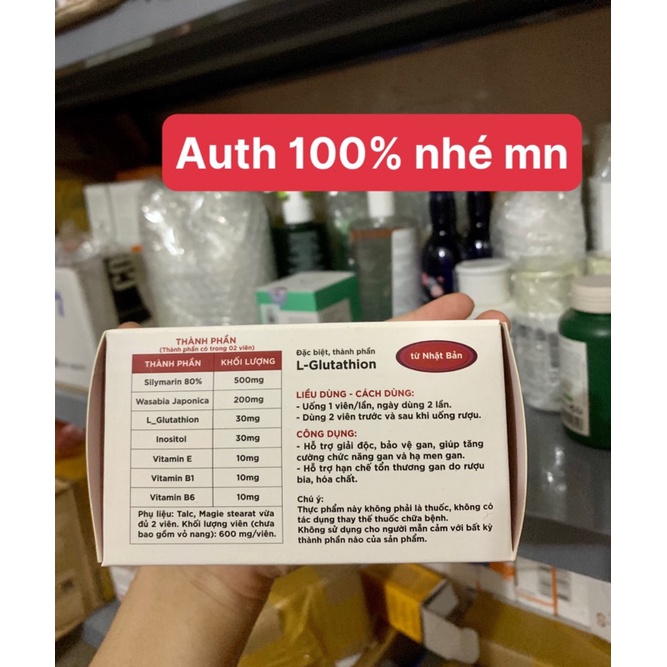 Auth 100% nhé mn
THÀNH PHẦN
(Thành phần có trong 02 viên)
THÀNH PHẦN KHỐI LƯỢNG
Silymarin 80% 500mg
Wasabia Japonica 200mg
L_Glutathion 30mg
Inositol 30mg
Vitamin E 10mg
Vitamin B1 10mg
Vitamin B6 10mg
Phụ liệu: Talc, Magie stearat vừa
đủ 2 viên. Khối lượng viên (chưa
bao gồm vỏ nang): 600 mg/viên.
Đặc biệt, thành phần
L-Glutathion
từ Nhật Bản
LIỀU DÙNG - CÁCH DÙNG:
- Uống 1 viên/lần, ngày dùng 2 lần.
- Dùng 2 viên trước và sau khi uống rượu.
CÔNG DỤNG:
- Hỗ trợ giải độc, bảo vệ gan, giúp tăng
cường chức năng gan và hạ men gan.
- Hỗ trợ hạn chế tổn thương gan do rượu
bia, hóa chất.
Chú ý:
Thực phẩm này không phải là thuốc, không có
tác dụng thay thế thuốc chữa bệnh.
Không sử dụng cho người mẫn cảm với bất kỳ
thành phần nào của sản phẩm.